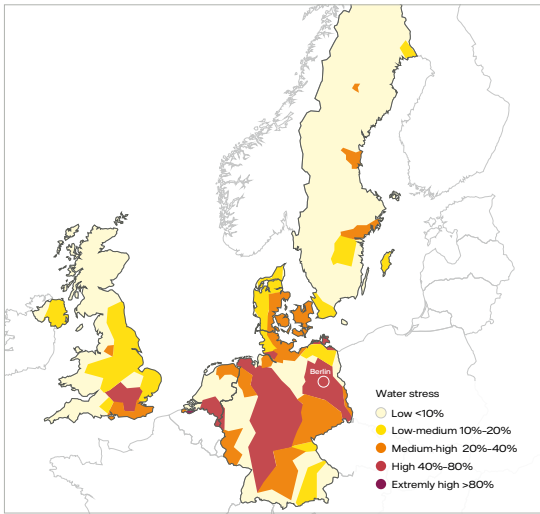 Berlin
Water stress
Low <10%
Low-medium 10%-20%
Medium-high 20%-40%
High 40%-80%
Extremly high >80%